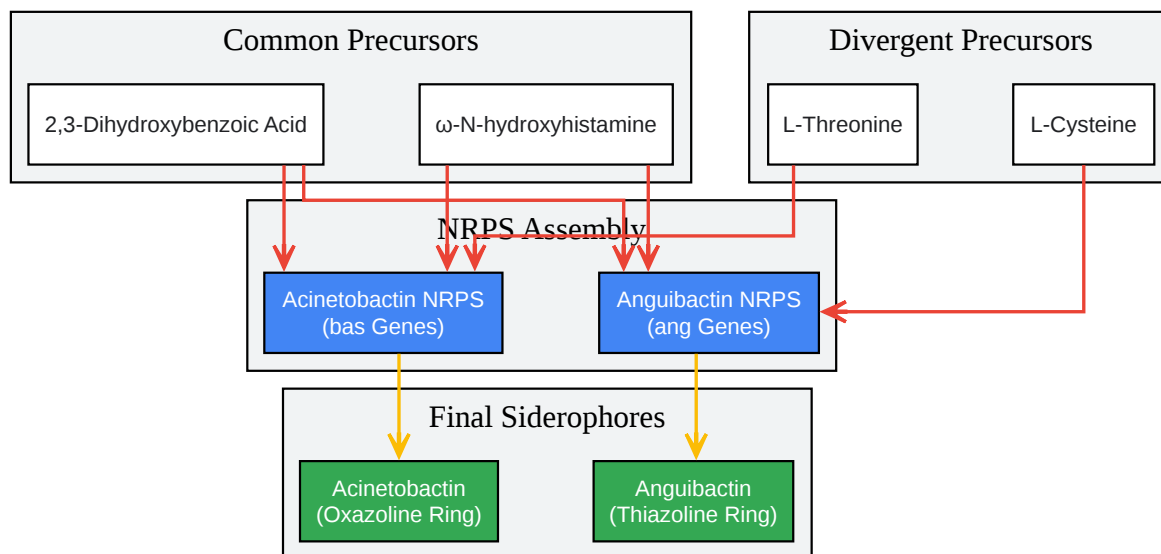 Common Precursors
Divergent Precursors
2,3-Dihydroxybenzoic Acid
ω-N-hydroxyhistamine
L-Threonine
L-Cysteine
NRPS Assembly
Acinetobactin NRPS
(bas Genes)
Anguibactin NRPS
(ang Genes)
Final Siderophores
Acinetobactin
(Oxazoline Ring)
Anguibactin
(Thiazoline Ring)